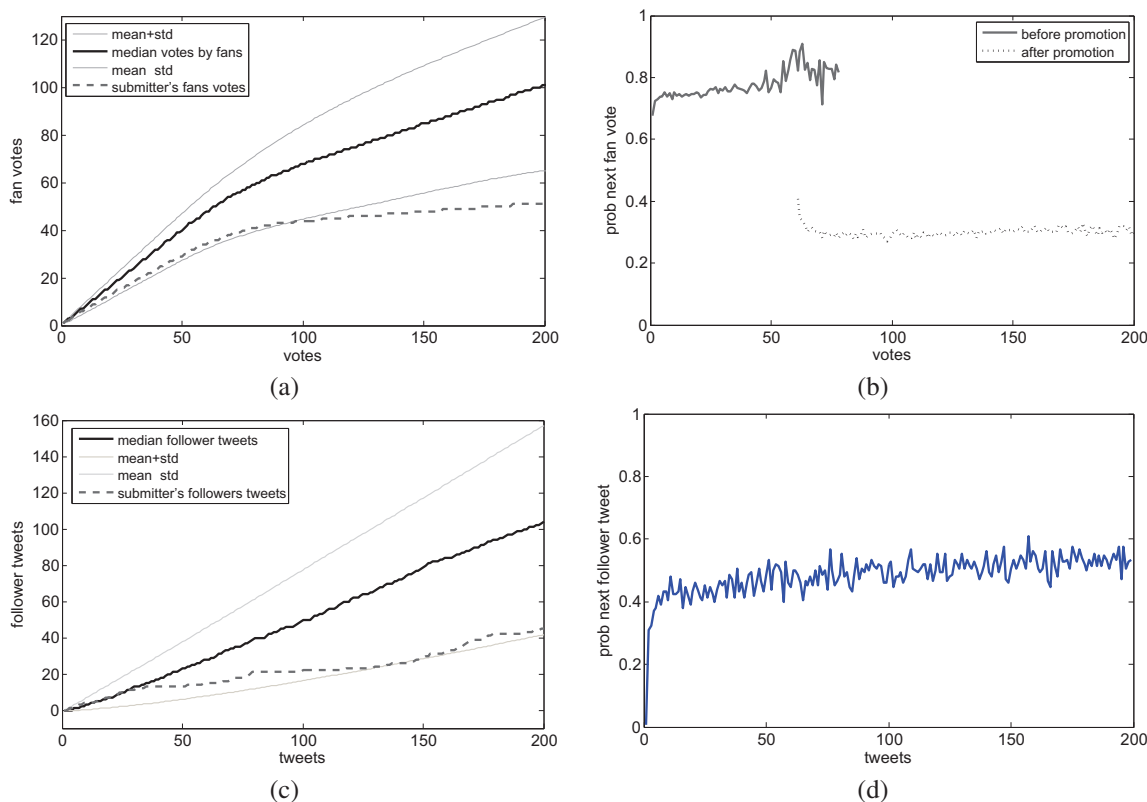 mean+std
median votes by fans
mean std
submitter's fans votes
fan votes
120
100
80
60
40
20
0
0 50 100 150 200
votes
(a)
before promotion
after promotion
prob next fan vote
1
0.8
0.6
0.4
0.2
0
0 50 100 150 200
votes
(b)
median follower tweets
mean+std
mean std
submitter's followers tweets
follower tweets
160
140
120
100
80
60
40
20
0
0 50 100 150 200
tweets
(c)
prob next follower tweet
1
0.8
0.6
0.4
0.2
0
0 50 100 150 200
tweets
(d)